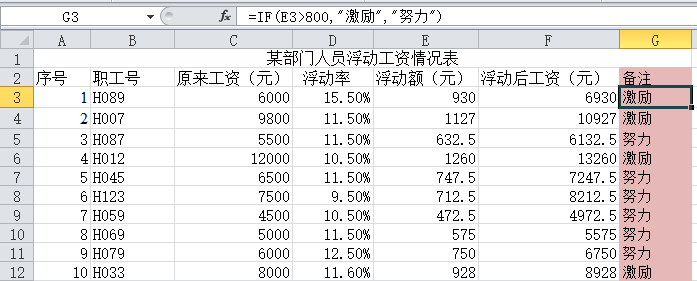 G3 fx =IF(E3>800,"激励","努力")
A B C D E F G
1 某部门人员浮动工资情况表
2 序号 职工号 原来工资（元） 浮动率 浮动额（元） 浮动后工资（元） 备注
3 1 H089 6000 15.50% 930 6930 激励
4 2 H007 9800 11.50% 1127 10927 激励
5 3 H087 5500 11.50% 632.5 6132.5 努力
6 4 H012 12000 10.50% 1260 13260 激励
7 5 H045 6500 11.50% 747.5 7247.5 努力
8 6 H123 7500 9.50% 712.5 8212.5 努力
9 7 H059 4500 10.50% 472.5 4972.5 努力
10 8 H069 5000 11.50% 575 5575 努力
11 9 H079 6000 12.50% 750 6750 努力
12 10 H033 8000 11.60% 928 8928 激励